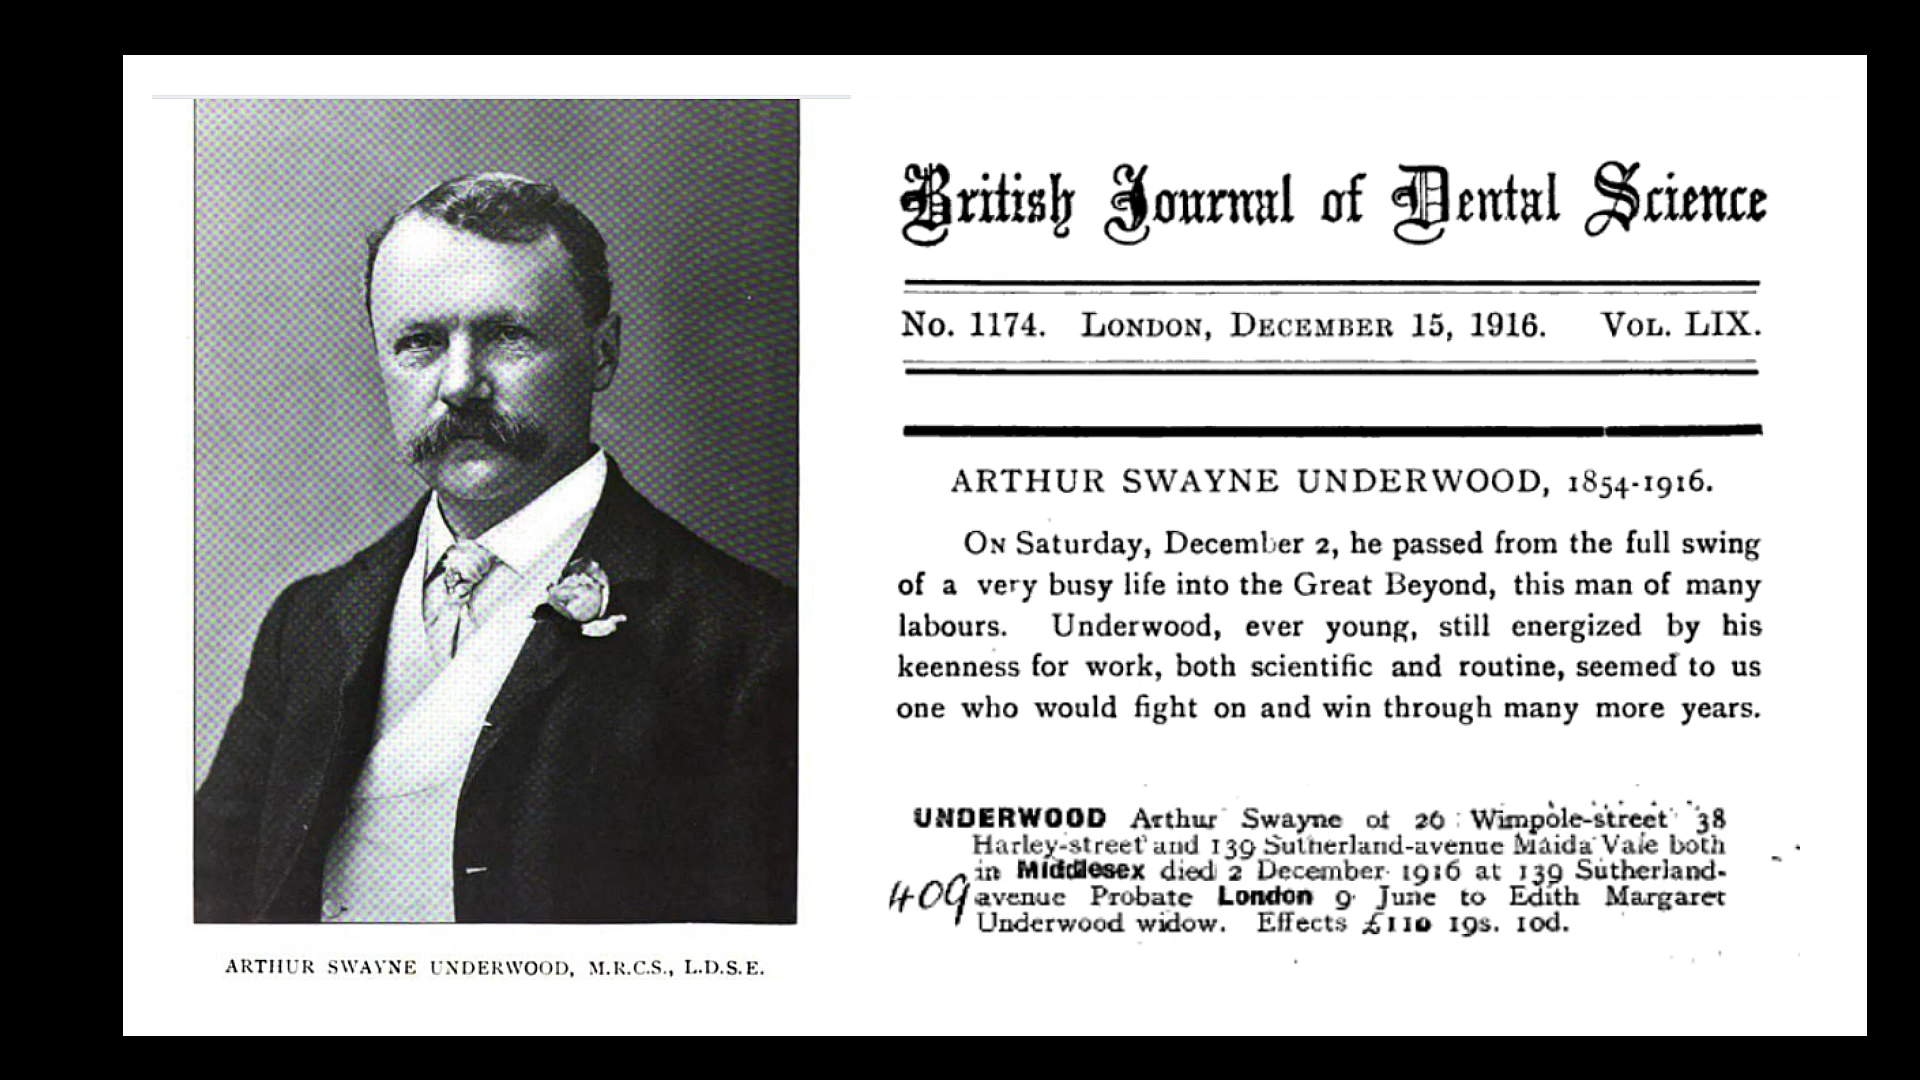 ARTHUR SWAYNE UNDERWOOD, M.R.C.S., L.D.S.E.
British Journal of Dental Science
No. 1174. London, December 15, 1916. Vol. LIX.
ARTHUR SWAYNE UNDERWOOD, 1854-1916.
On Saturday, December 2, he passed from the full swing
of a very busy life into the Great Beyond, this man of many
labours. Underwood, ever young, still energized by his
keenness for work, both scientific and routine, seemed to us
one who would fight on and win through many more years.
UNDERWOOD Arthur Swayne of 26 Wimpole-street 38
Harley-street and 139 Sutherland-avenue Maida Vale both
in Middlesex died 2 December 1916 at 139 Sutherland-
409 avenue Probate London 9 June to Edith Margaret
Underwood widow. Effects £110 19s. 10d.